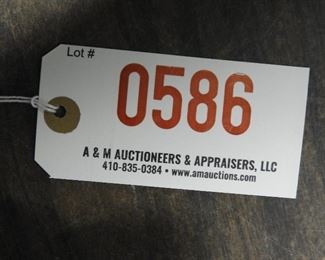 Lot #
0586
A & M AUCTIONEERS & APPRAISERS, LLC
410-835-0384 • www.amauctions.com